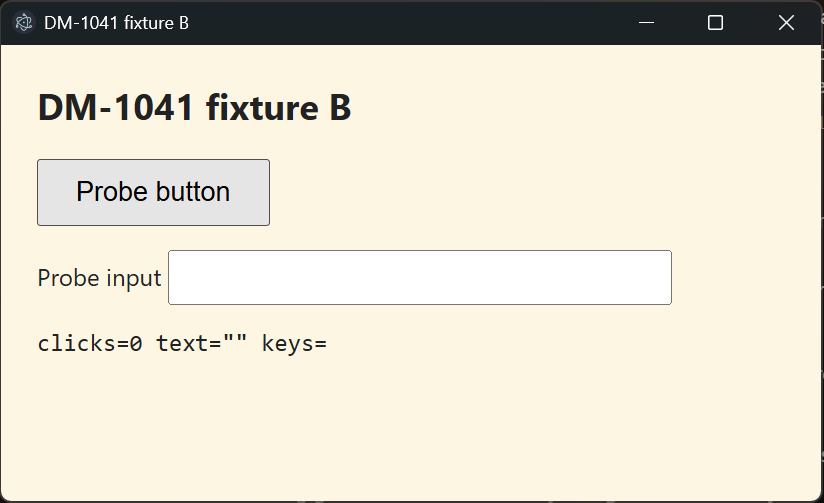 DM-1041 fixture B
DM-1041 fixture B
Probe button
Probe input
clicks=0 text="" keys=